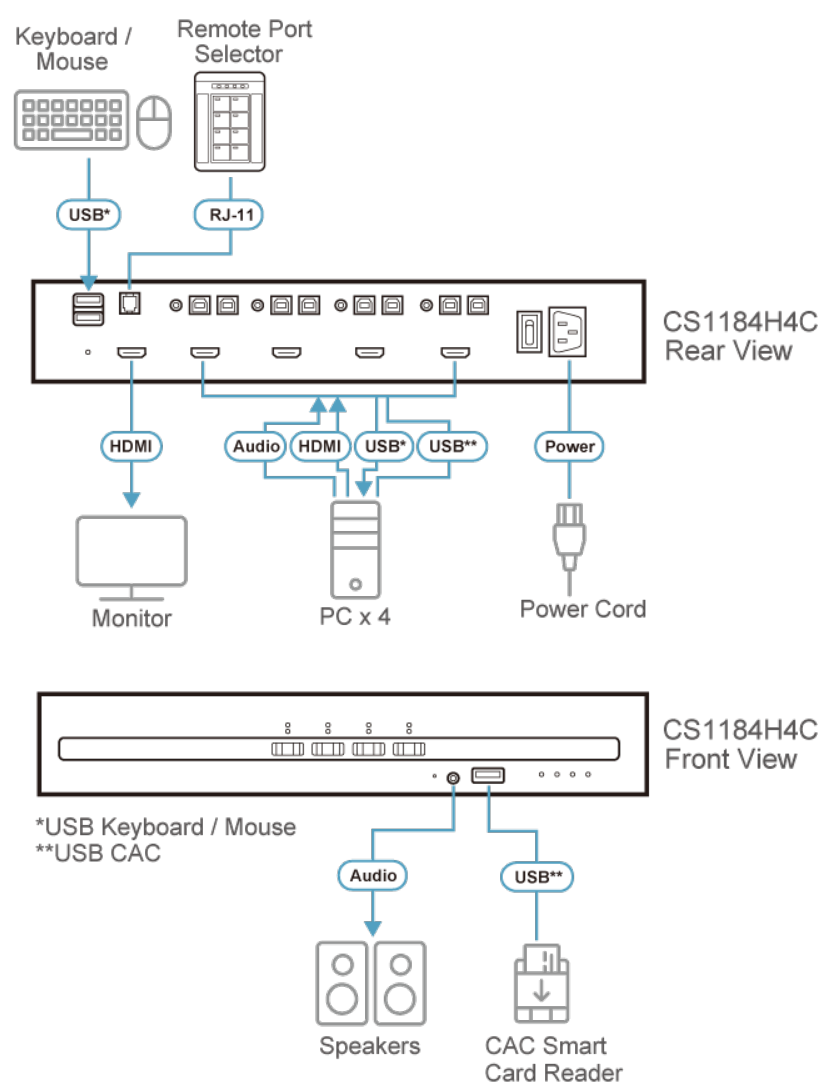 Keyboard /
Mouse
Remote Port
Selector
USB*
RJ-11
CS1184H4C
Rear View
HDMI
Audio
HDMI
USB*
USB**
Power
Monitor
PC x 4
Power Cord
CS1184H4C
Front View
*USB Keyboard / Mouse
**USB CAC
Audio
USB**
Speakers
CAC Smart
Card Reader